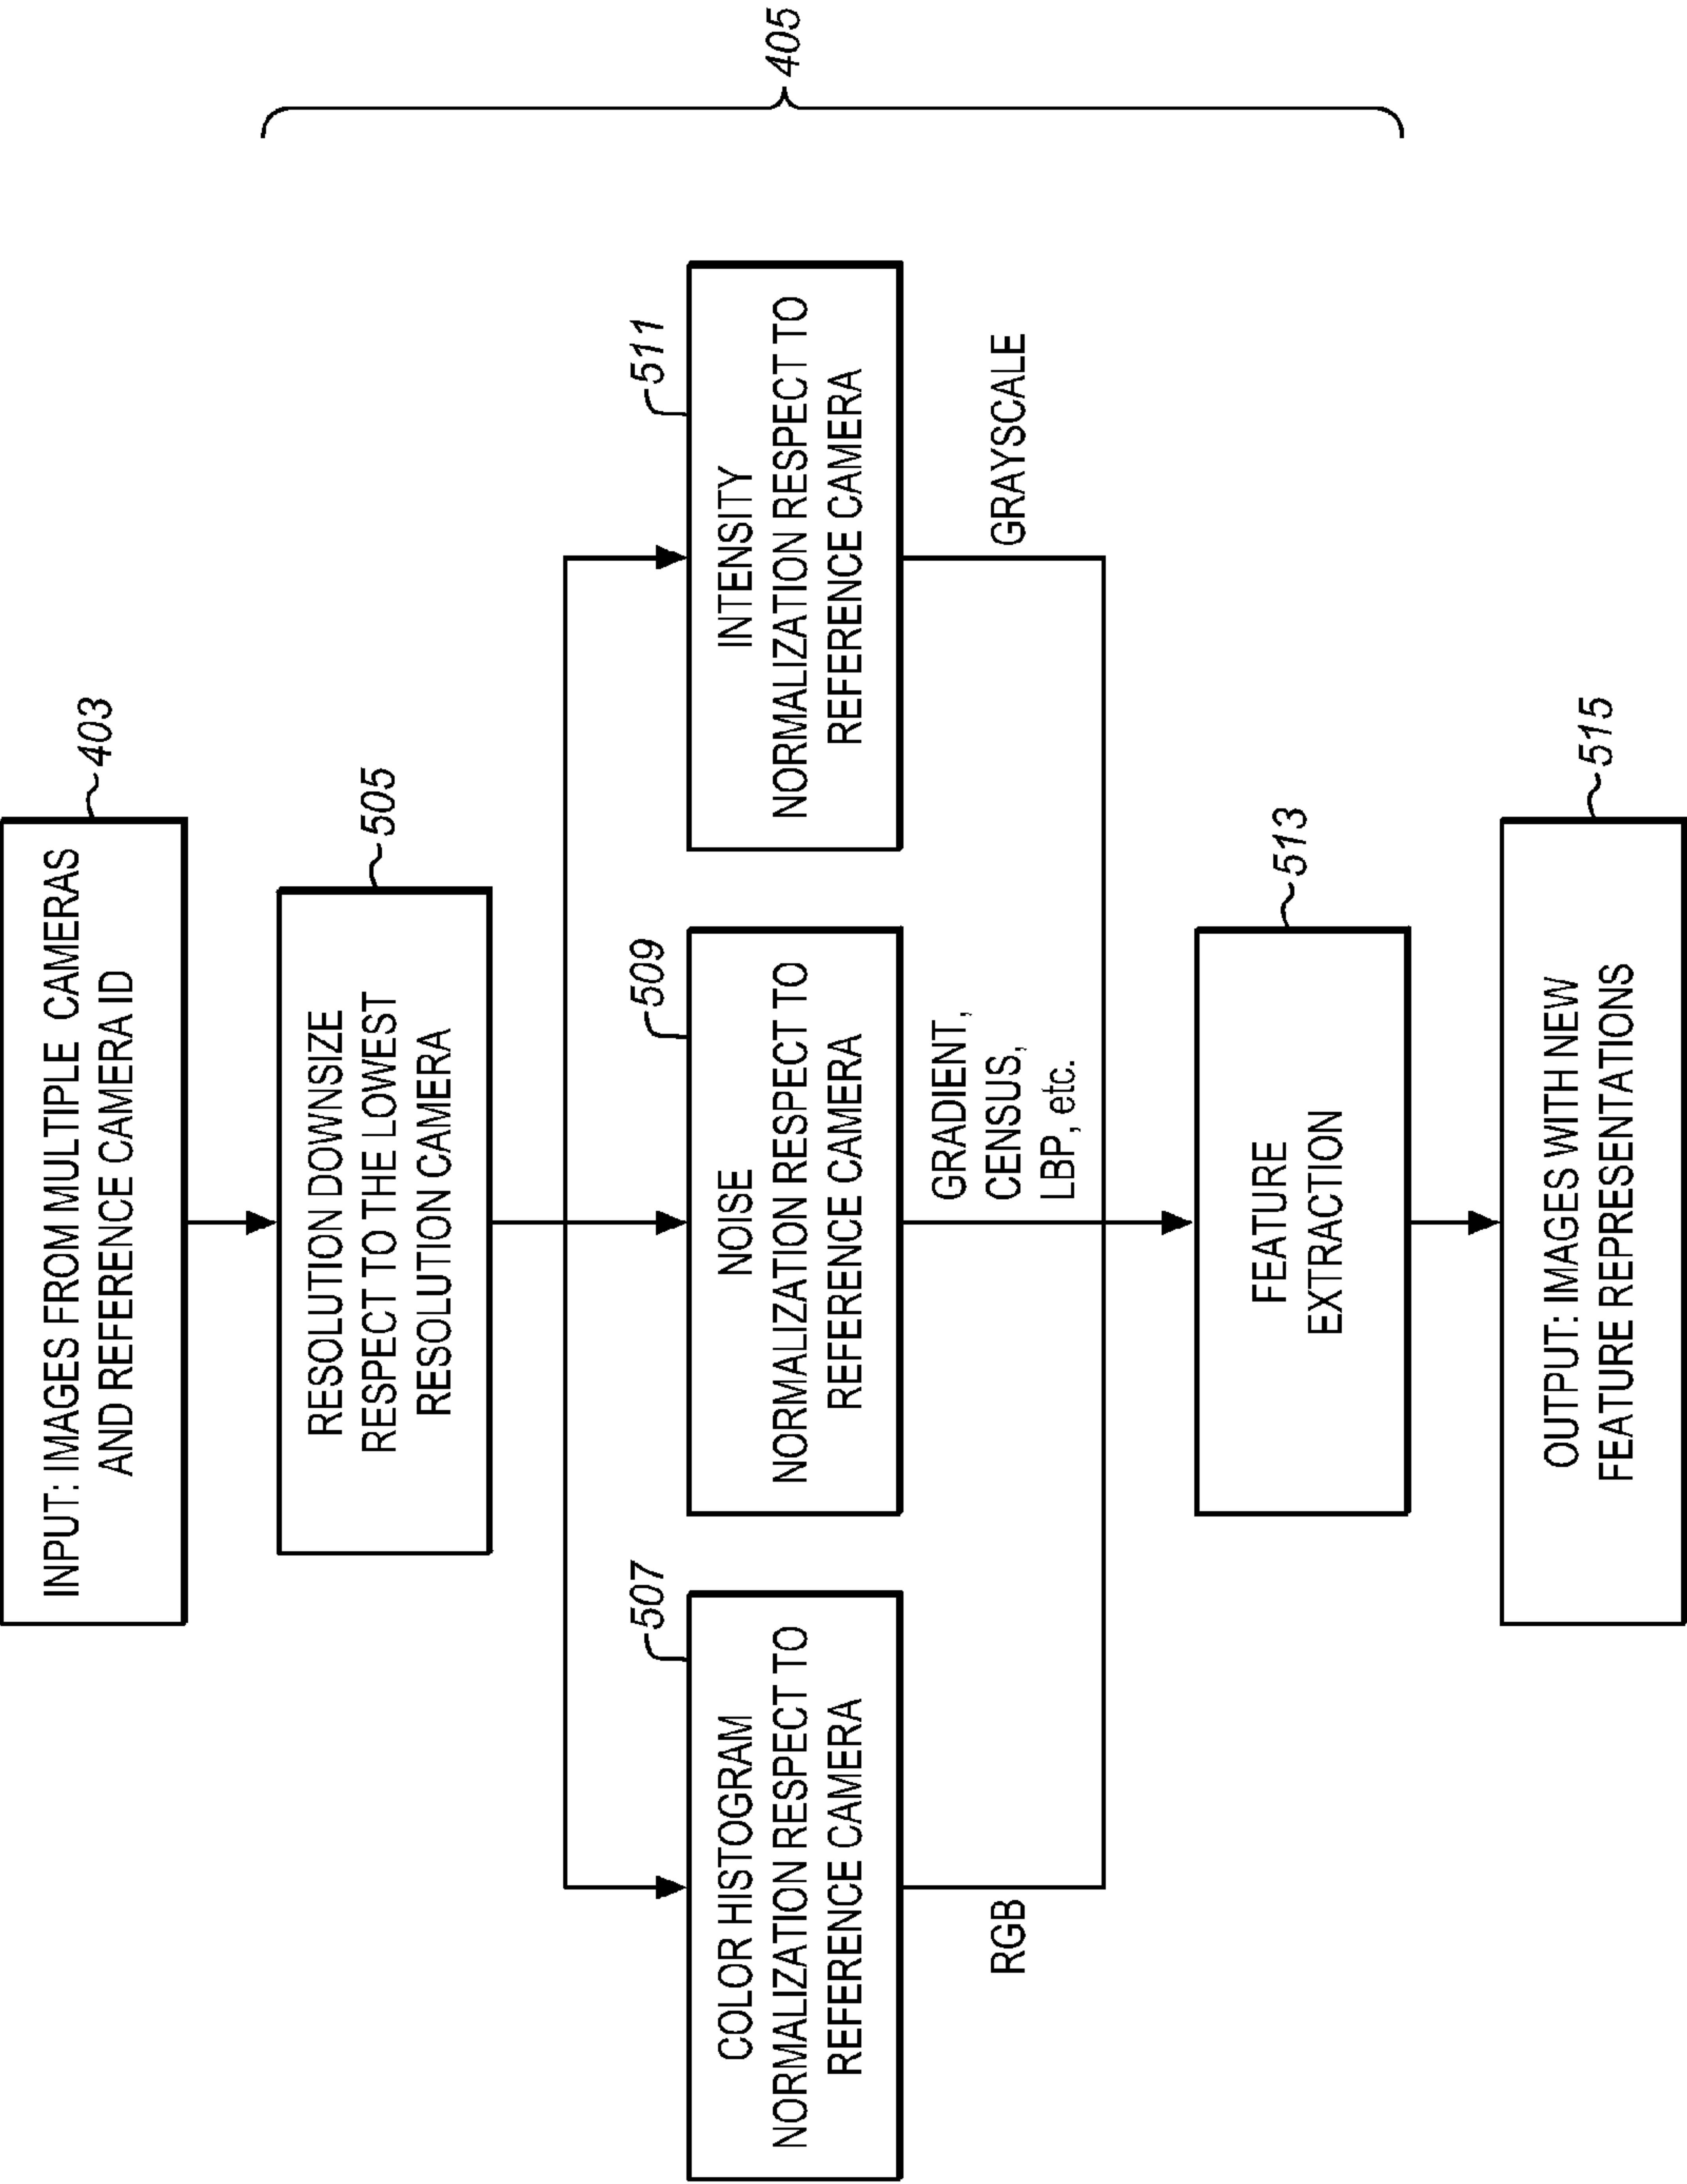 INPUT: IMAGES FROM MULTIPLE CAMERAS
AND REFERENCE CAMERA ID
403
RESOLUTION DOWNSIZE
RESPECT TO THE LOWEST
RESOLUTION CAMERA
505
COLOR HISTOGRAM
NORMALIZATION RESPECT TO
REFERENCE CAMERA
507
NOISE
NORMALIZATION RESPECT TO
REFERENCE CAMERA
509
INTENSITY
NORMALIZATION RESPECT TO
REFERENCE CAMERA
511
405
RGB
GRADIENT,
CENSUS,
LBP, etc.
GRAYSCALE
FEATURE
EXTRACTION
513
OUTPUT: IMAGES WITH NEW
FEATURE REPRESENTATIONS
515